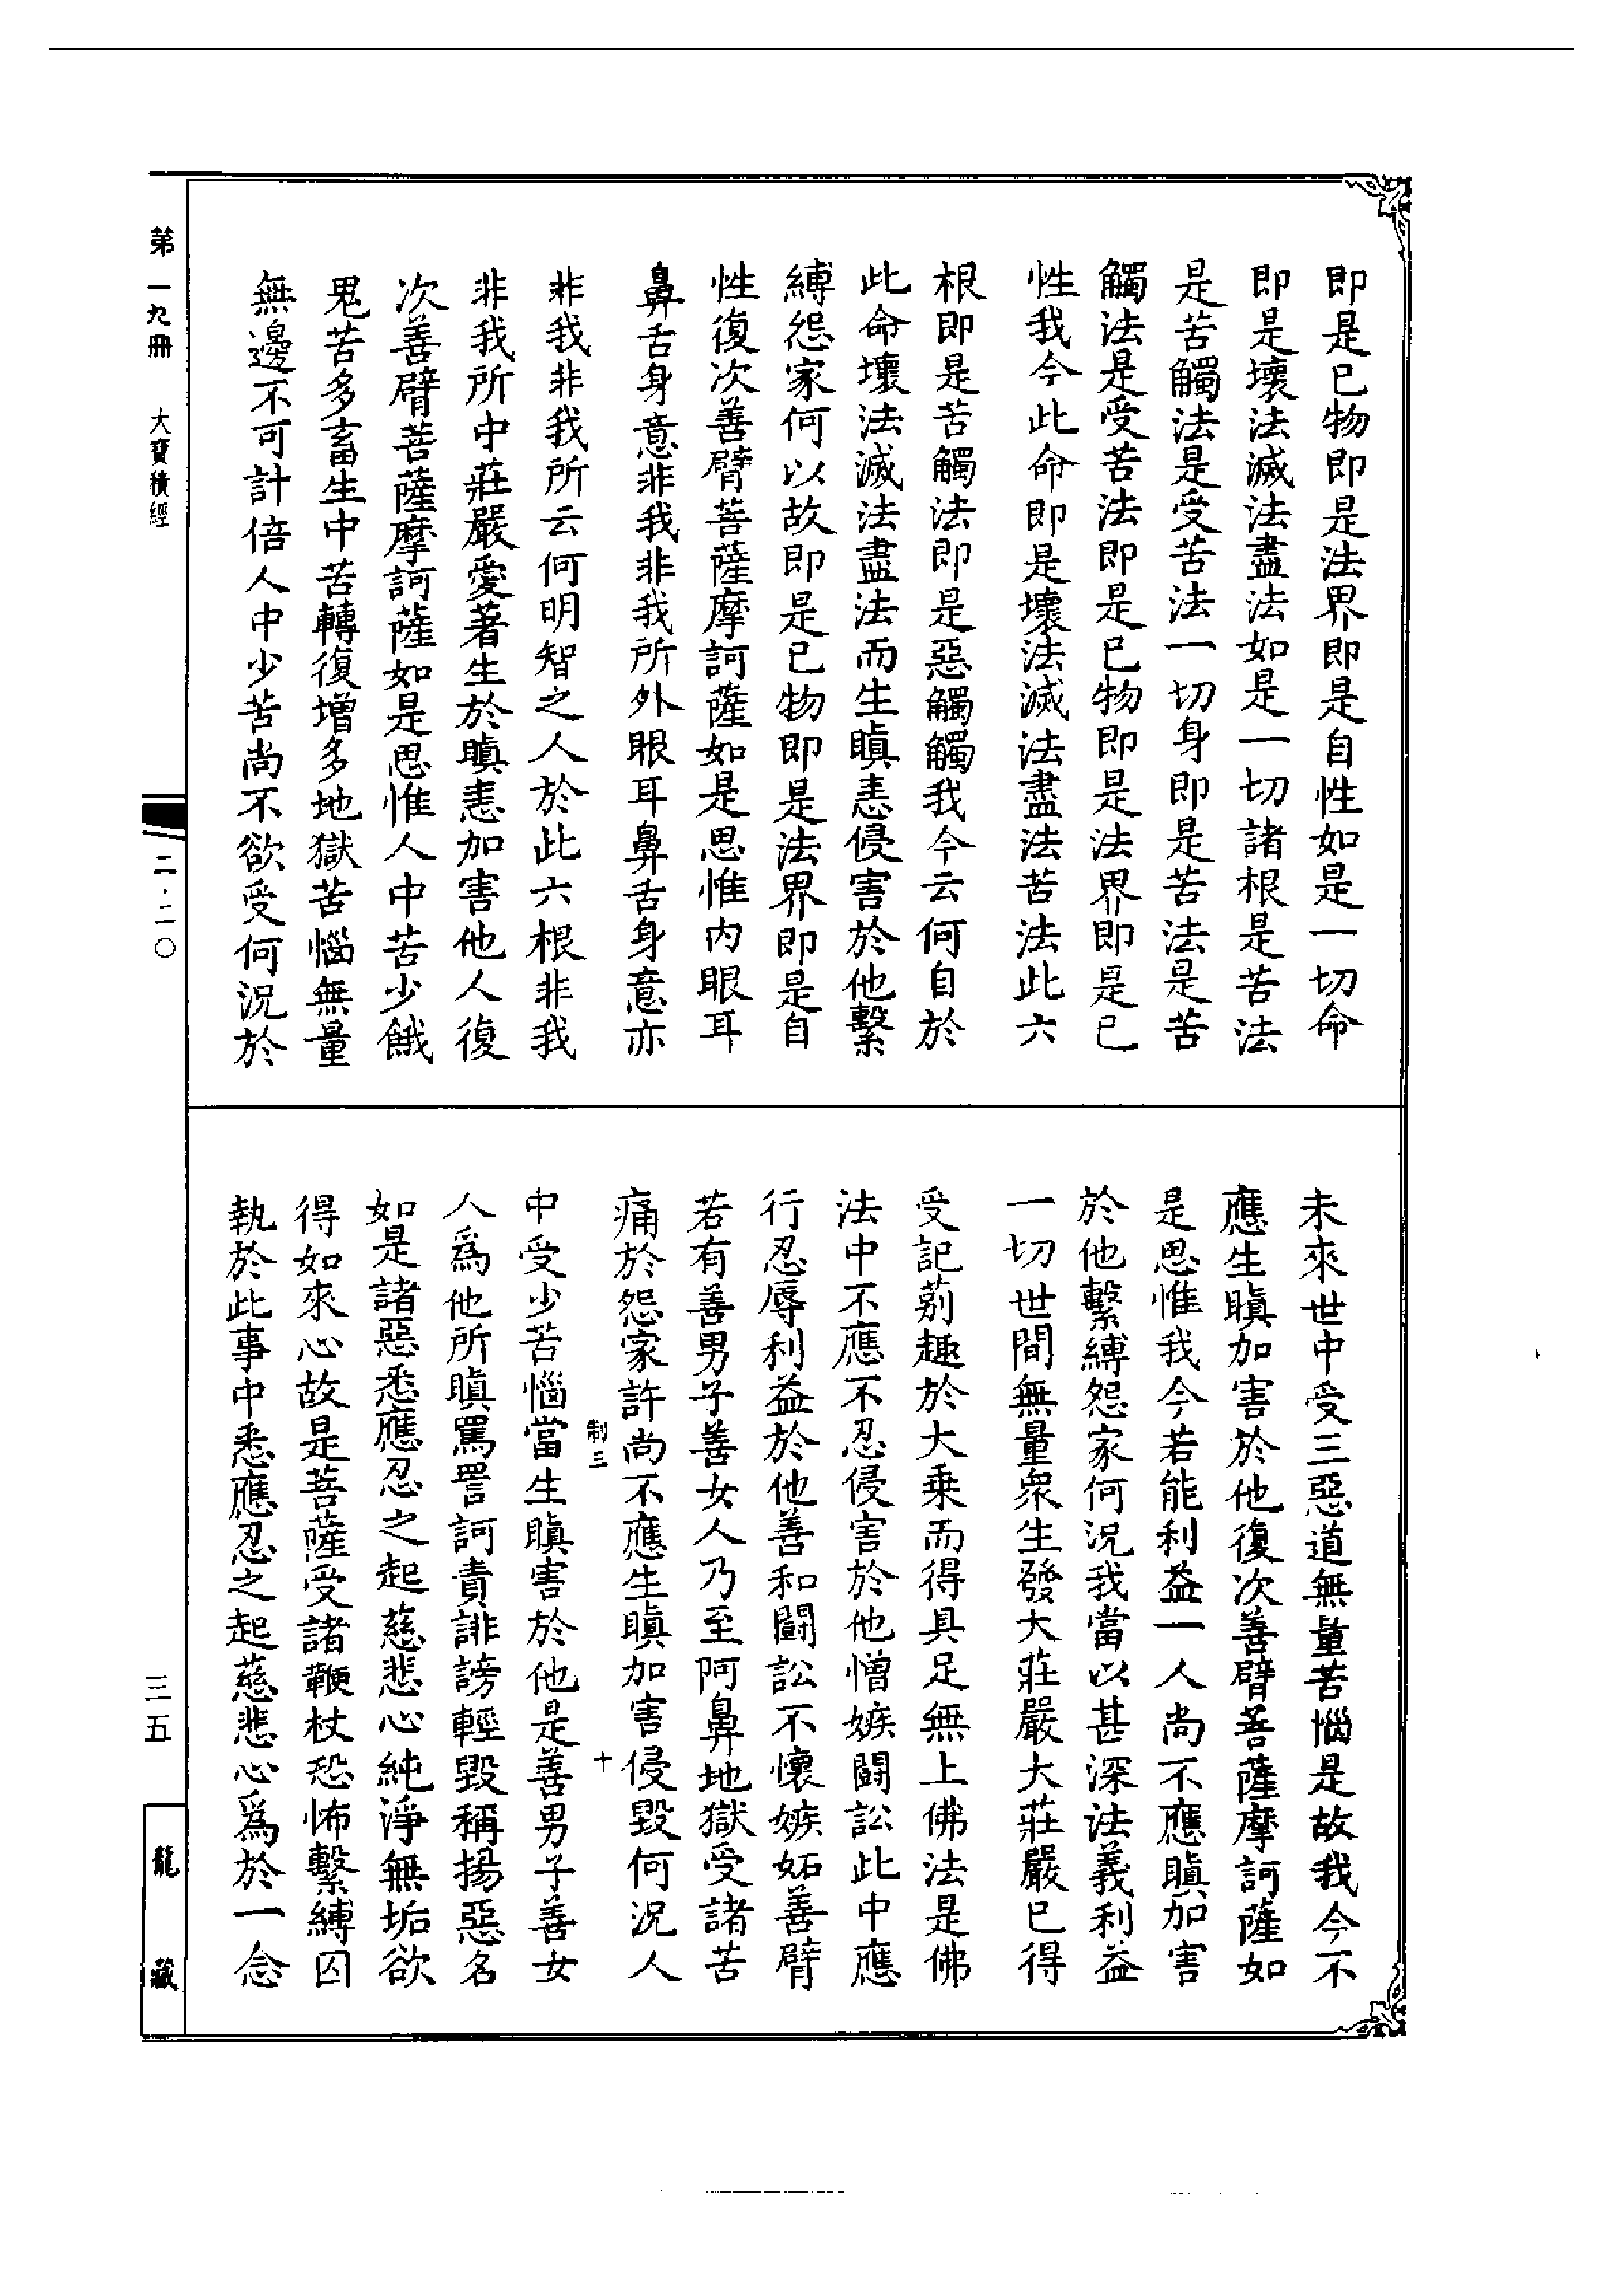 即是已物即是法界即是自性如是一切命
即是壞法滅法盡法如是一切諸根是苦法
是苦觸法是受苦法一切身即是苦法是苦
觸法是受苦法即是已物即是法界即是已
性我今此命即是壞法滅法盡法苦法此六
根即是苦觸法即是惡觸觸我今云何自於
此命壞法滅法盡法而生瞋恚侵害於他繫
縛怨家何以故即是已物即是法界即是自
性復次善臂菩薩摩訶薩如是思惟内眼耳
鼻舌身意非我非我所外眼耳鼻舌身意亦
非我非我所云何明智之人於此六根非我
非我所中莊嚴愛著生於瞋恚加害他人復
次善臂菩薩摩訶薩如是思惟人中苦少餓
鬼苦多畜生中苦轉復增多地獄苦惱無量
無邊不可計倍人中少苦尚不欲受何況於
未來世中受三惡道無量苦惱是故我今不
應生瞋加害於他復次善臂菩薩摩訶薩如
是思惟我今若能利益一人尚不應瞋加害
於他繫縛怨家何況我當以甚深法義利益
一切世間無量衆生發大莊嚴大莊嚴已得
受記莂趣於大乘而得具足無上佛法是佛
法中不應不忍侵害於他憎嫉鬭訟此中應
行忍辱利益於他善和鬭訟不懷嫉妬善臂
若有善男子善女人乃至阿鼻地獄受諸苦
痛於怨家許尚不應生瞋加害侵毀何況人
制三 十
中受少苦惱當生瞋害於他是善男子善女
人爲他所瞋罵詈訶責誹謗輕毀稱揚惡名
如是諸惡悉應忍之起慈悲心純淨無垢欲
得如來心故是菩薩受諸鞭杖恐怖繫縛囚
執於此事中悉應忍之起慈悲心爲於一念
第一九冊 大寶積經 二·二〇 三五 龍藏